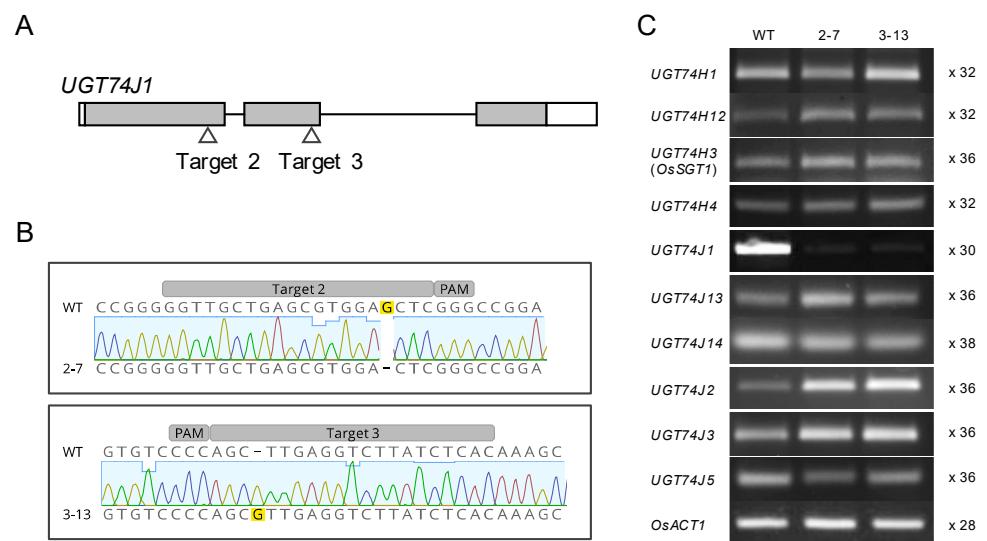 A
UGT74J1
Target 2 Target 3
B
Target 2 PAM
WT CCGGGGGTTGCTGAGCGTGGAGCTCGGGCCGGA
2-7 CCGGGGGTTGCTGAGCGTGGA-CTCGGGCCGGA
PAM Target 3
WT GTGTCCCCAGC-TTGAGGTCTTATCTCACAAAGC
3-13 GTGTCCCCAGCGTTGAGGTCTTATCTCACAAAGC
C
WT 2-7 3-13
UGT74H1 x 32
UGT74H12 x 32
UGT74H3
(OsSGT1) x 36
UGT74H4 x 32
UGT74J1 x 30
UGT74J13 x 36
UGT74J14 x 38
UGT74J2 x 36
UGT74J3 x 36
UGT74J5 x 36
OsACT1 x 28